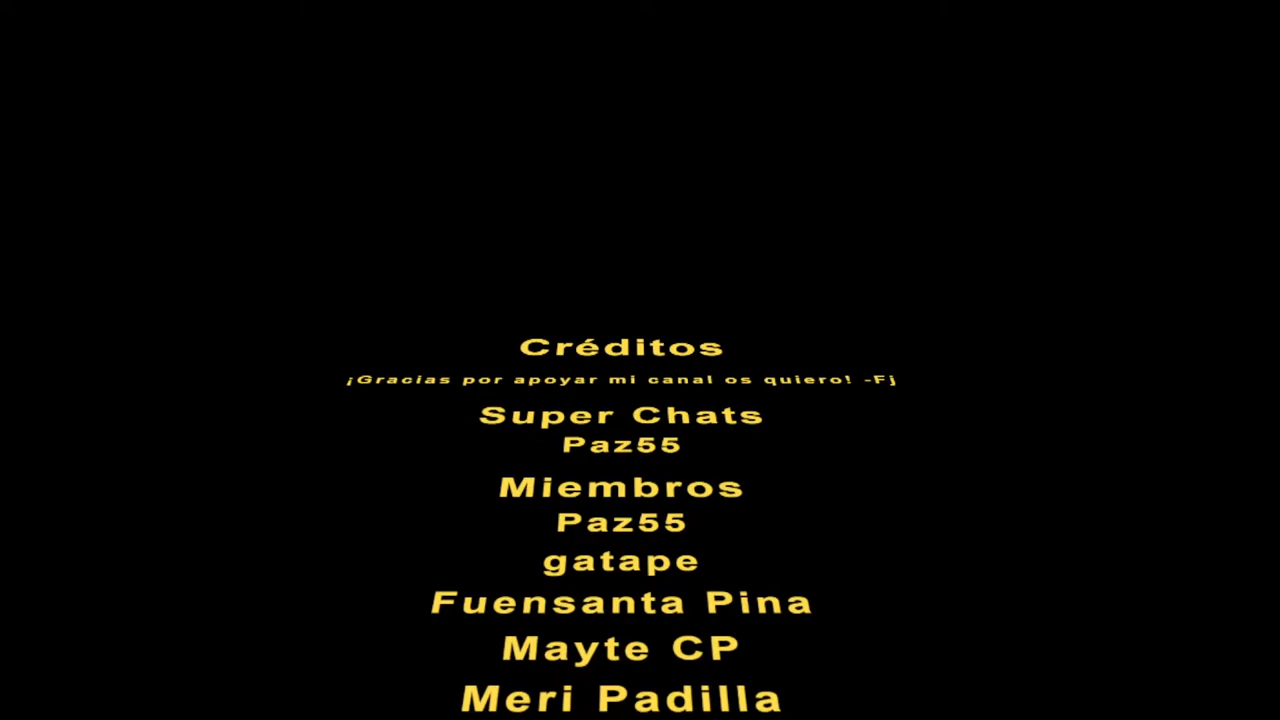 Créditos
¡Gracias por apoyar mi canal os quiero! -Fj
Super Chats
Paz55
Miembros
Paz55
gatape
Fuensanta Pina
Mayte CP
Meri Padilla